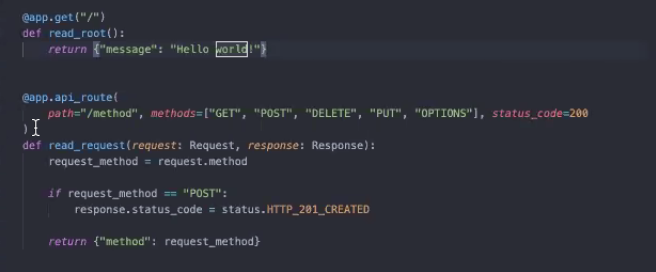 @app.get("/")
def read_root():
    return {"message": "Hello world!"}
@app.api_route(
    path="/method", methods=["GET", "POST", "DELETE", "PUT", "OPTIONS"], status_code=200
)
def read_request(request: Request, response: Response):
    request_method = request.method
    if request_method == "POST":
        response.status_code = status.HTTP_201_CREATED
    return {"method": request_method}